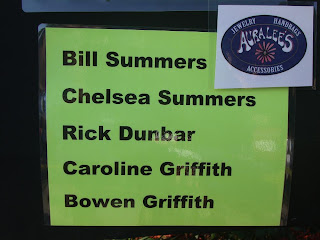 JEWELRY HANDBAGS
AURALEE'S
ACCESSORIES
Bill Summers
Chelsea Summers
Rick Dunbar
Caroline Griffith
Bowen Griffith